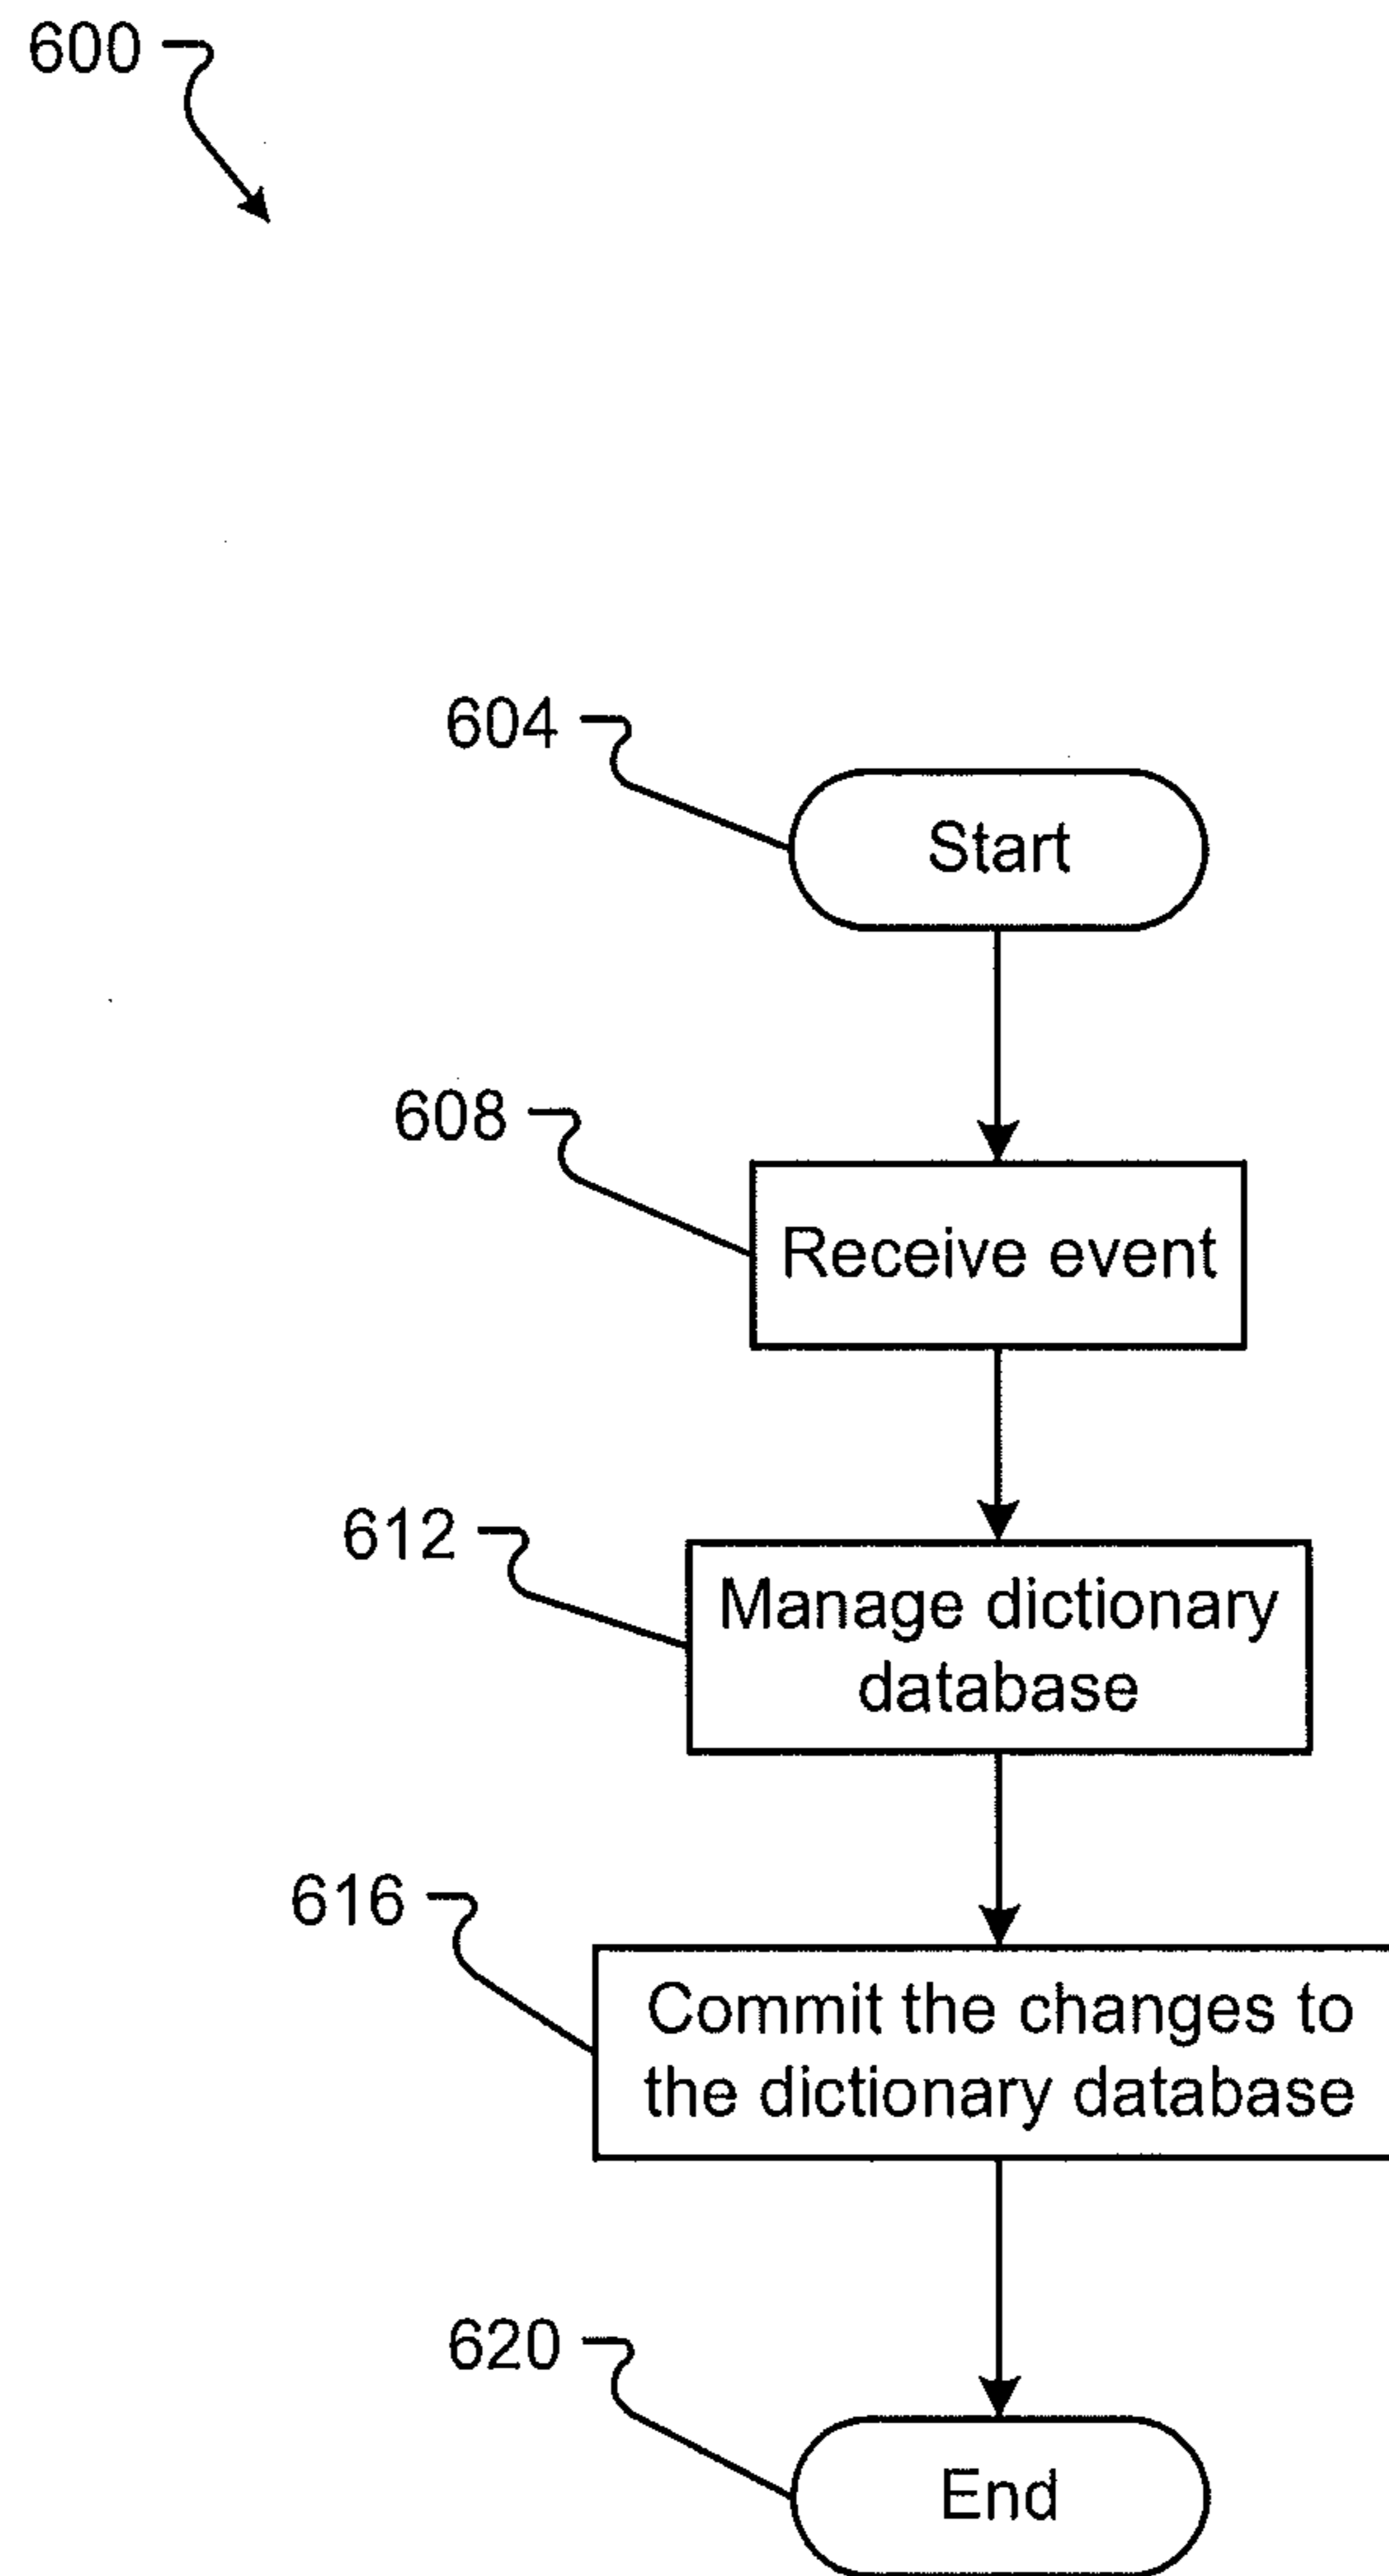 600
604
Start
608
Receive event
612
Manage dictionary
database
616
Commit the changes to
the dictionary database
620
End